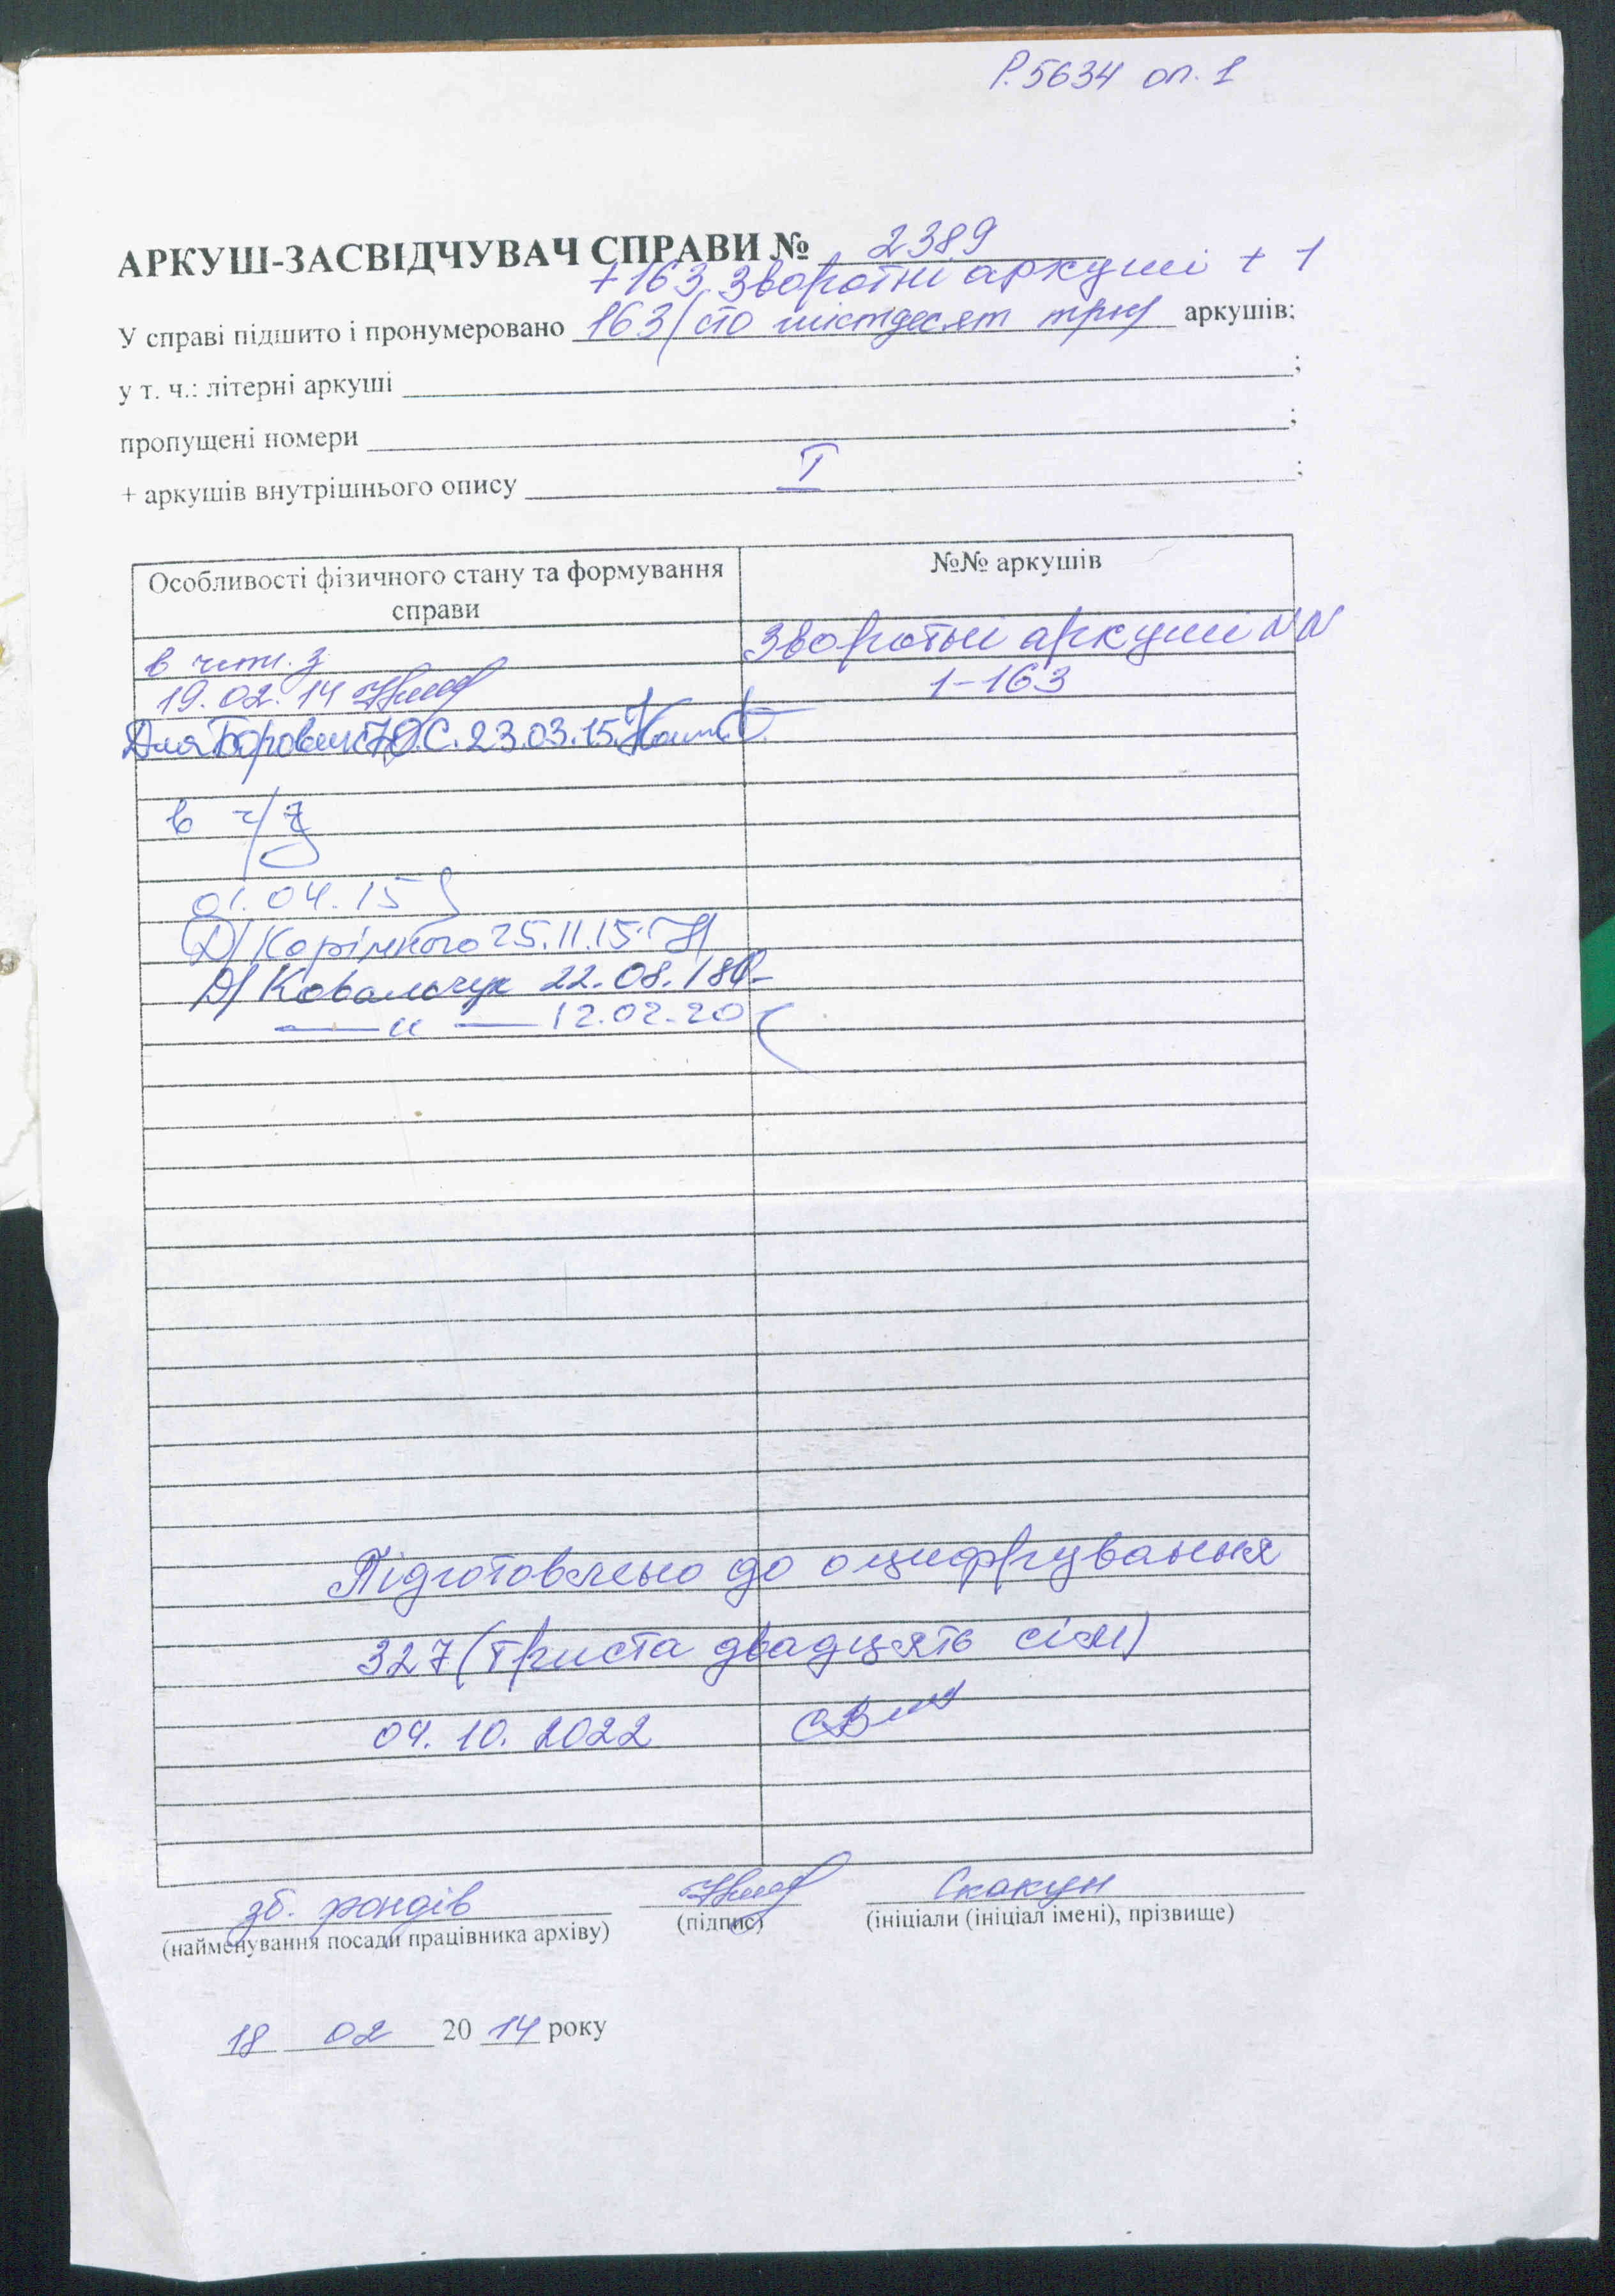 Р.5634 оп. 1
АРКУШ-ЗАСВІДЧУВАЧ СПРАВИ № 2389
+163 зворотні аркуші + 1
У справі підшито і пронумеровано 163 (сто шістдесят три) аркушів;
у т. ч.: літерні аркуші ;
пропущені номери ;
+ аркушів внутрішнього опису I ;
Особливості фізичного стану та формування справи
№№ аркушів
в чит. з
Зворотні аркуші NN
19.02.14
1-163
Для Ю.С. 23.03.15
в ч/з
01.04.15
Д/ 25.11.15
Д/ Ковальчук 22.08.18
— " — 12.02.20
Підготовлено до оцифрування
327 (триста двадцять сім)
04.10.2022
зб. фондів
Скакун
(найменування посади працівника архіву)
(підпис)
(ініціали (ініціал імені), прізвище)
18 02 20 14 року